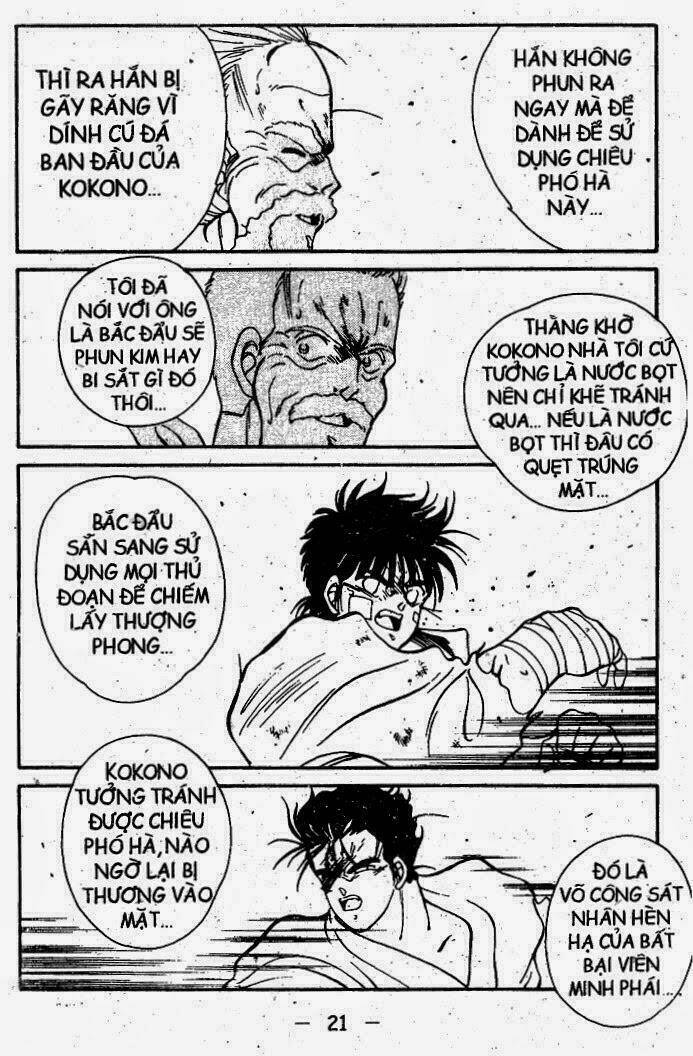 THÌ RA HẮN BỊ
GÃY RĂNG VÌ
DÍNH CÚ ĐÁ
BAN ĐẦU CỦA
KOKONO...
HẮN KHÔNG
PHUN RA
NGAY MÀ ĐỂ
DÀNH ĐỂ SỬ
DỤNG CHIÊU
PHÓ HÀ
NÀY...
TÔI ĐÃ
NÓI VỚI ÔNG
LÀ BẮC ĐẨU SẼ
PHUN KIM HAY
BI SẮT GÌ ĐÓ
THÔI...
THẰNG KHỜ
KOKONO NHÀ TÔI CỨ
TƯỞNG LÀ NƯỚC BỌT
NÊN CHỈ KHẼ TRÁNH
QUA... NẾU LÀ NƯỚC
BỌT THÌ ĐÂU CÓ
QUẸT TRÚNG
MẶT...
BẮC ĐẨU
SẴN SANG SỬ
DỤNG MỌI THỦ
ĐOẠN ĐỂ CHIẾM
LẤY THƯỢNG
PHONG...
KOKONO
TƯỞNG TRÁNH
ĐƯỢC CHIÊU
PHÓ HÀ, NÀO
NGỜ LẠI BỊ
THƯƠNG VÀO
MẶT...
ĐÓ LÀ
VÕ CÔNG SÁT
NHÂN HÈN
HẠ CỦA BẤT
BẠI VIÊN
MINH PHÁI....
— 21 —